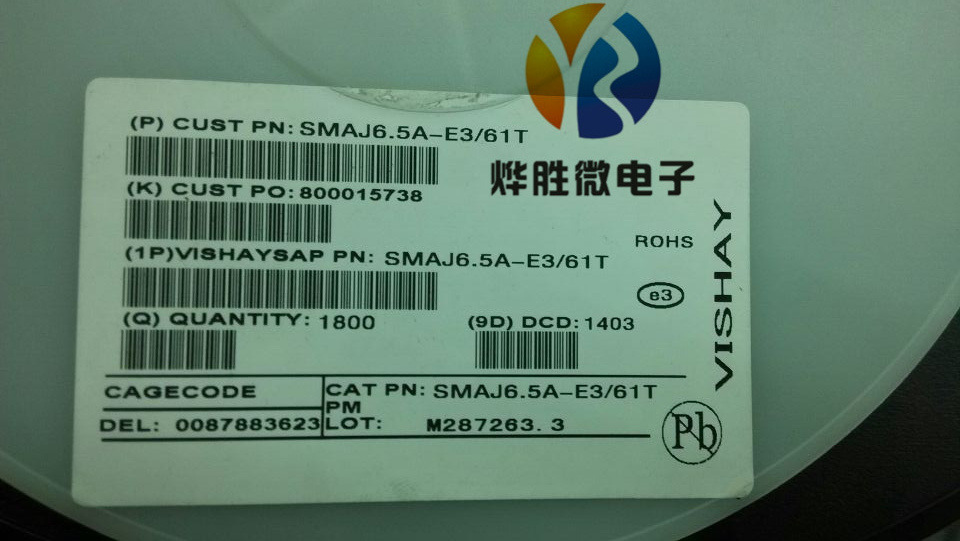 (P) CUST PN: SMAJ6.5A-E3/61T
烨胜微电子
(K) CUST PO: 800015738
ROHS
(1P)VISHAYSAP PN: SMAJ6.5A-E3/61T
e3
VISHAY
(Q) QUANTITY: 1800 (9D) DCD: 1403
CAGECODE CAT PN: SMAJ6.5A-E3/61T
PM
DEL: 0087883623 LOT: M287263.3
Pb